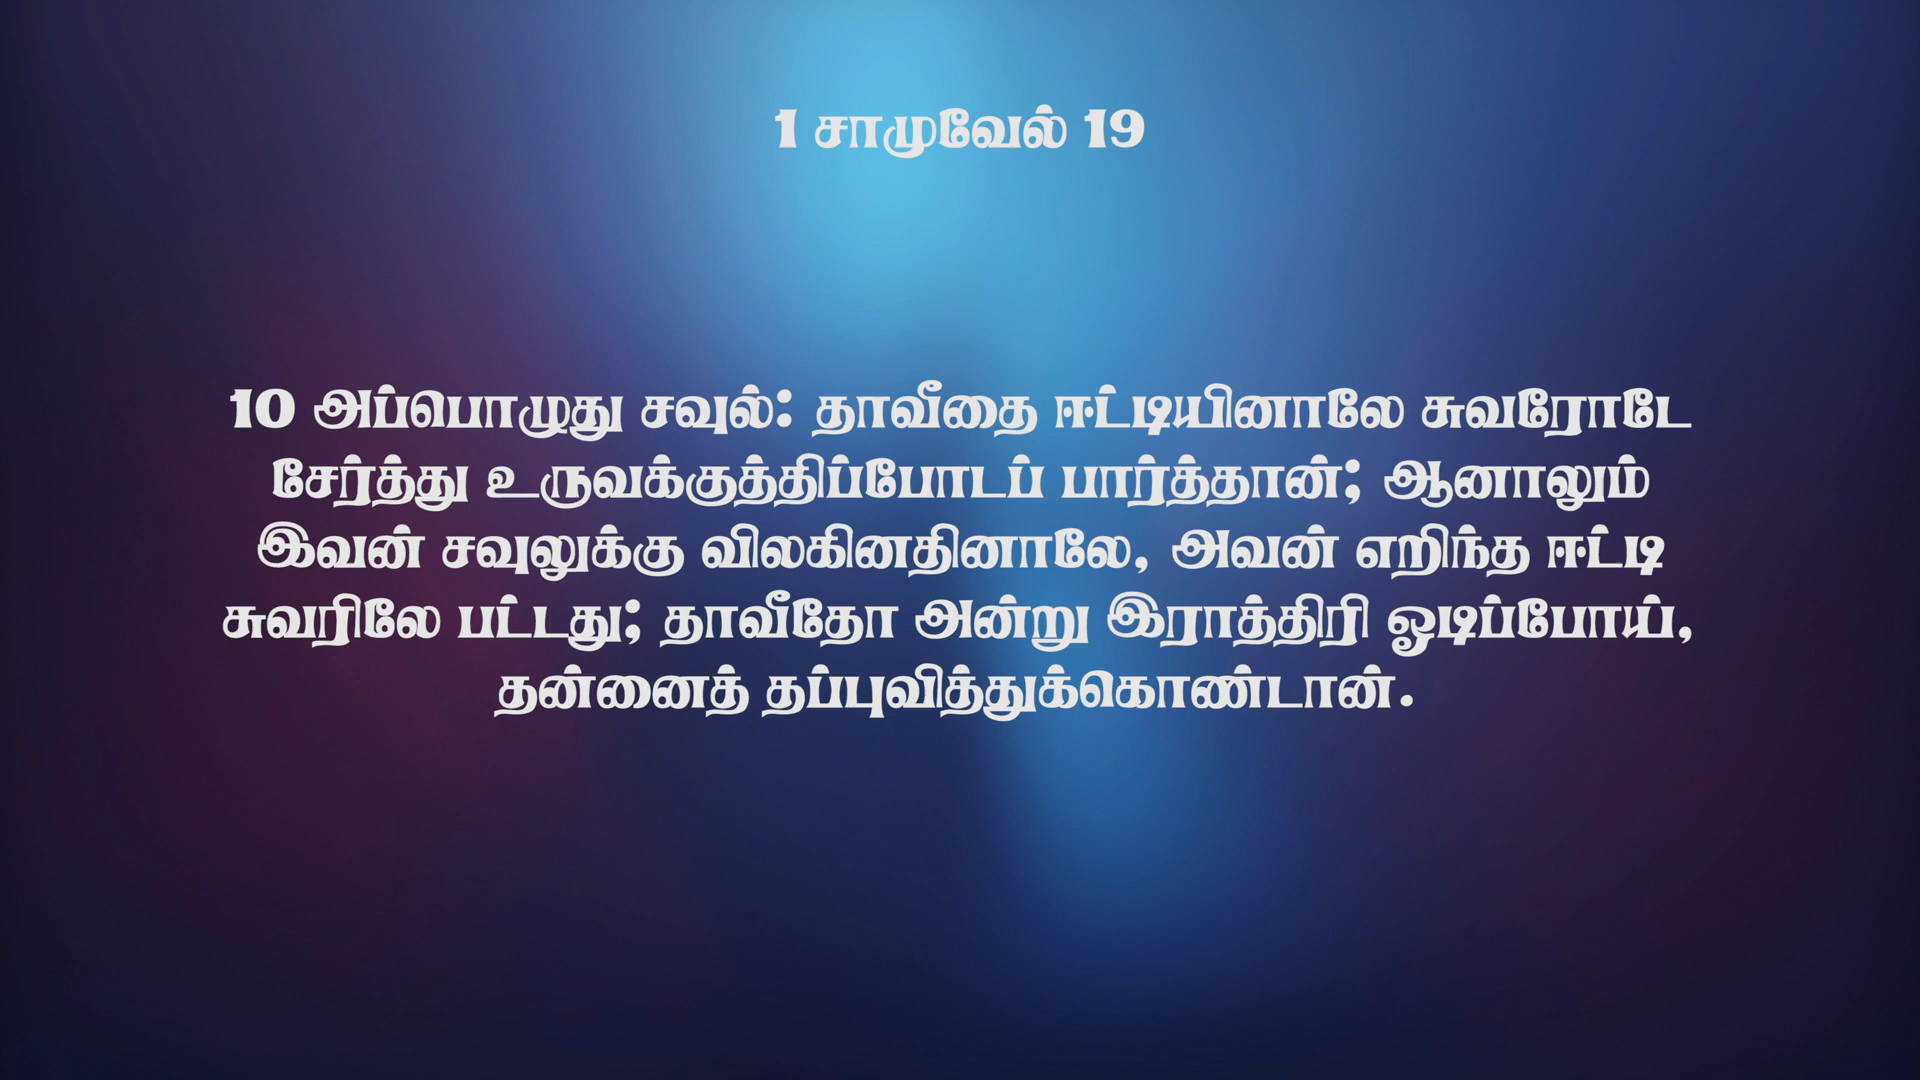 1 சாமுவேல் 19
10 அப்பொழுது சவுல்: தாவீதை ஈட்டியினாலே சுவரோடே
சேர்த்து உருவக்குத்திப்போடப் பார்த்தான்; ஆனாலும்
இவன் சவுலுக்கு விலகினதினாலே, அவன் எறிந்த ஈட்டி
சுவரிலே பட்டது; தாவீதோ அன்று இராத்திரி ஓடிப்போய்,
தன்னைத் தப்புவித்துக்கொண்டான்.